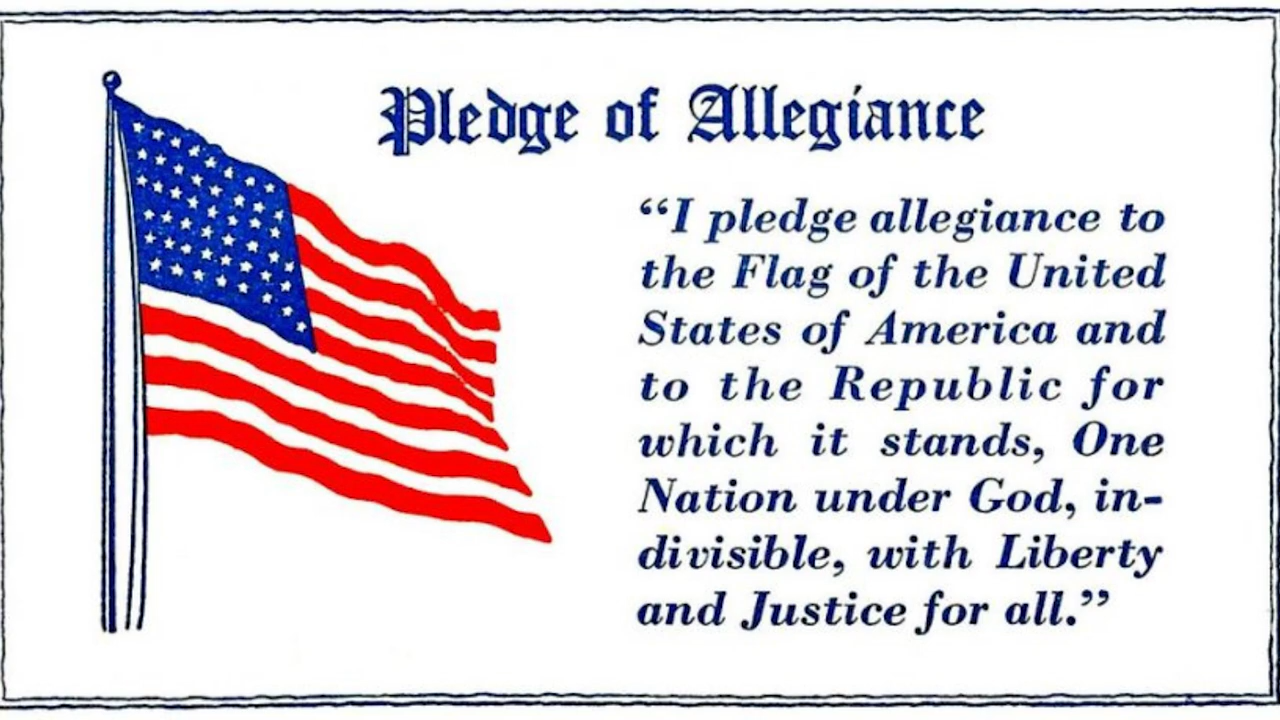 Pledge of Allegiance
“I pledge allegiance to
the Flag of the United
States of America and
to the Republic for
which it stands, One
Nation under God, in-
divisible, with Liberty
and Justice for all.”